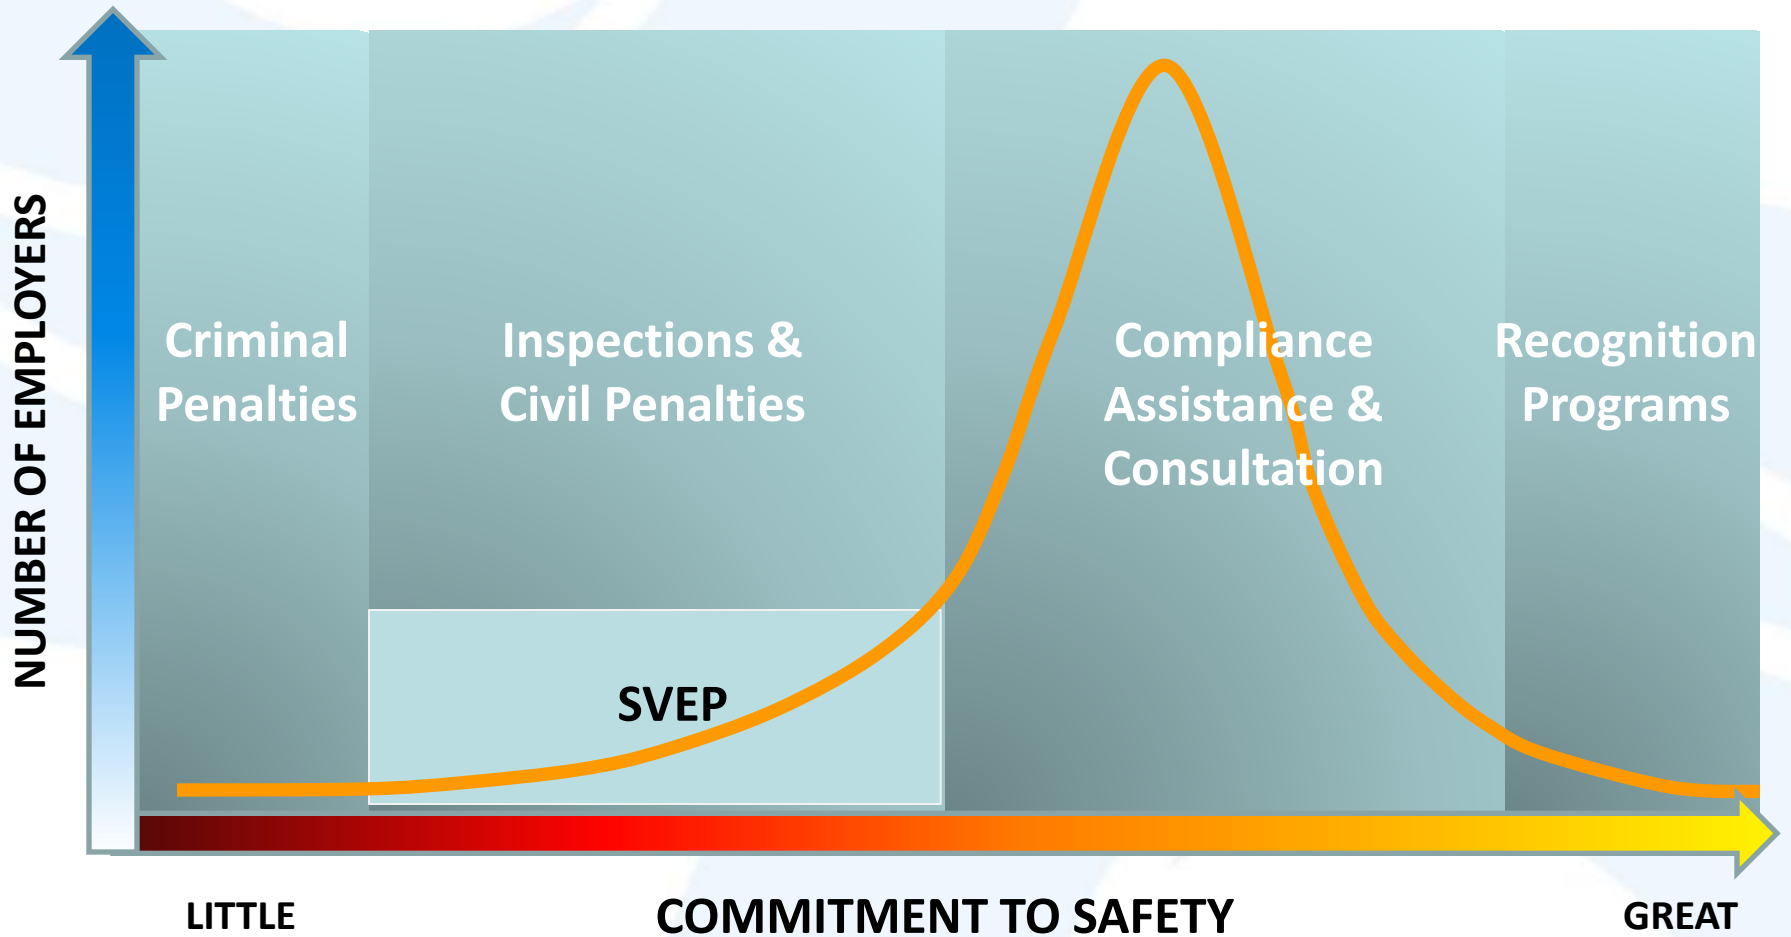 NUMBER OF EMPLOYERS
Criminal
Penalties
Inspections &
Civil Penalties
Compliance
Assistance &
Consultation
Recognition
Programs
SVEP
LITTLE
COMMITMENT TO SAFETY
GREAT